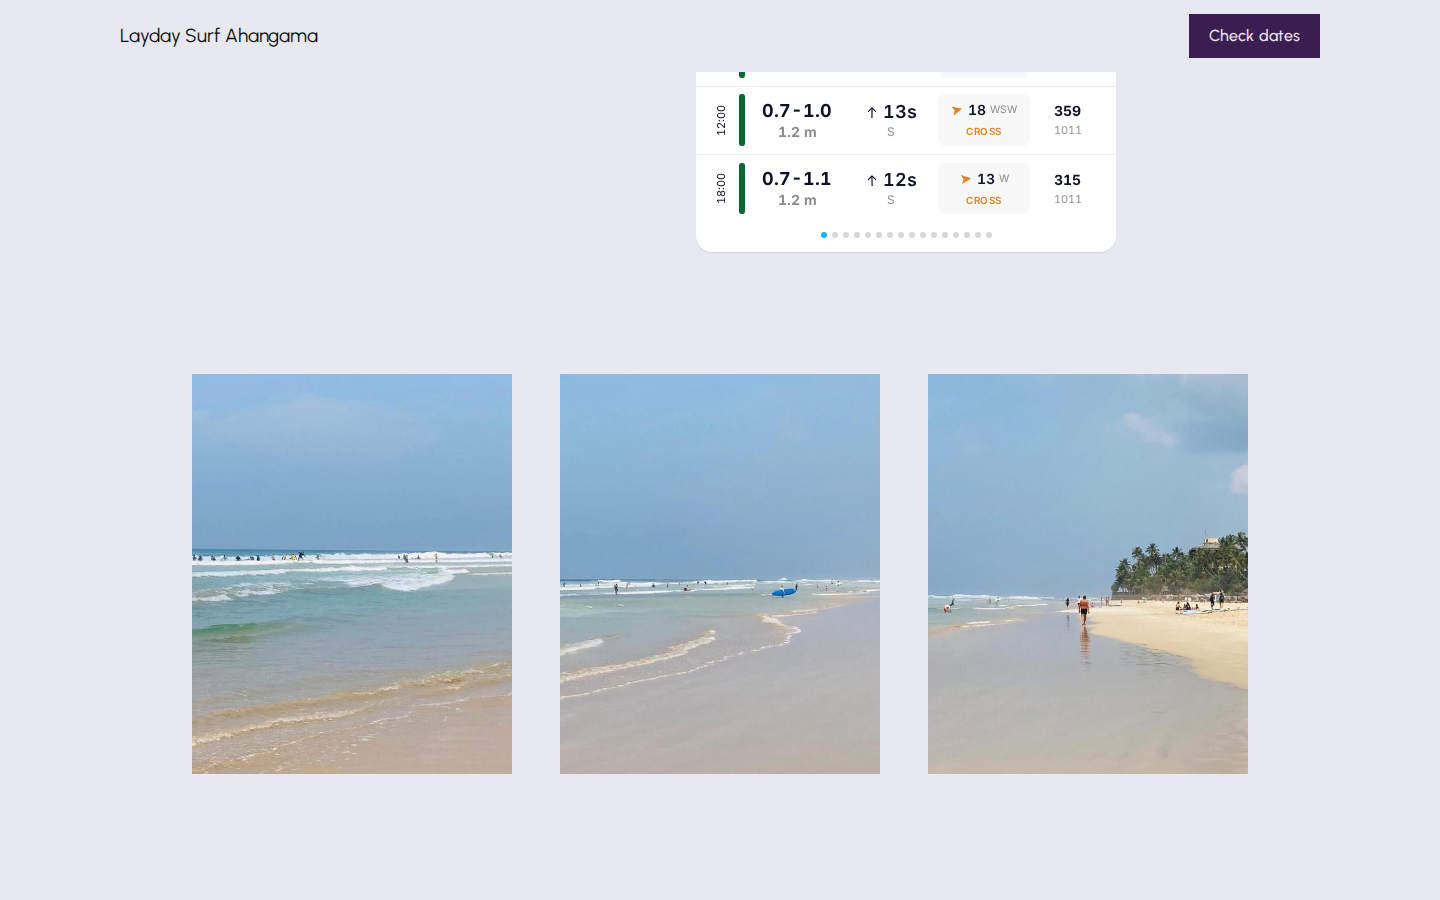 Layday Surf Ahangama
Check dates
12:00
0.7-1.0
1.2 m
↑ 13s
S
18 WSW
CROSS
359
1011
18:00
0.7-1.1
1.2 m
↑ 12s
S
13 W
CROSS
315
1011